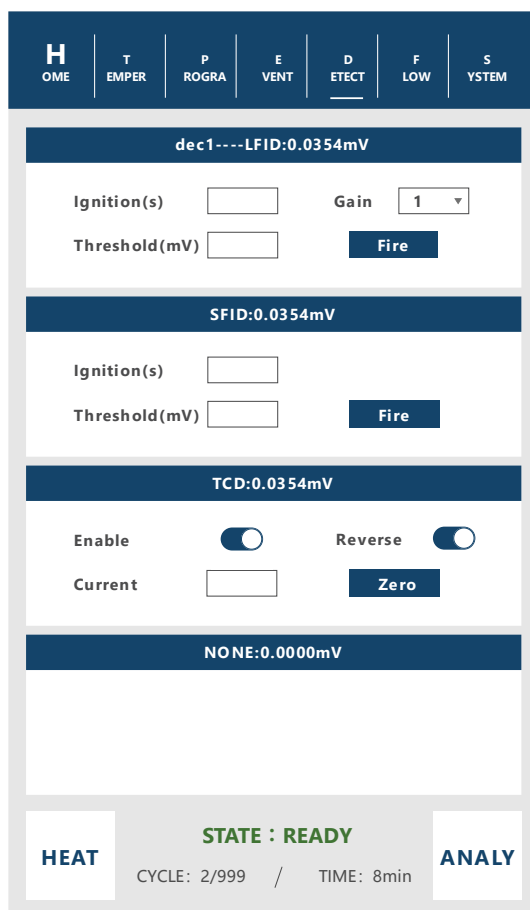 H T P E D F S
OME EMPER ROGRA VENT ETECT LOW YSTEM
dec1----LFID:0.0354mV
Ignition(s) Gain 1
Threshold(mV) Fire
SFID:0.0354mV
Ignition(s)
Threshold(mV) Fire
TCD:0.0354mV
Enable Reverse
Current Zero
NONE:0.0000mV
STATE：READY
HEAT ANALY
CYCLE: 2/999 / TIME: 8min